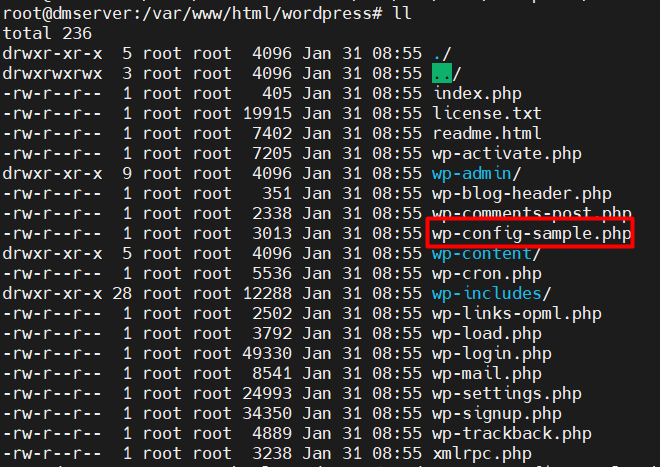 root@dmserver:/var/www/html/wordpress# ll
total 236
drwxr-xr-x  5 root root  4096 Jan 31 08:55 ./
drwxrwxrwx  3 root root  4096 Jan 31 08:55 ../
-rw-r--r--  1 root root   405 Jan 31 08:55 index.php
-rw-r--r--  1 root root 19915 Jan 31 08:55 license.txt
-rw-r--r--  1 root root  7402 Jan 31 08:55 readme.html
-rw-r--r--  1 root root  7205 Jan 31 08:55 wp-activate.php
drwxr-xr-x  9 root root  4096 Jan 31 08:55 wp-admin/
-rw-r--r--  1 root root   351 Jan 31 08:55 wp-blog-header.php
-rw-r--r--  1 root root  2338 Jan 31 08:55 wp-comments-post.php
-rw-r--r--  1 root root  3013 Jan 31 08:55 wp-config-sample.php
drwxr-xr-x  5 root root  4096 Jan 31 08:55 wp-content/
-rw-r--r--  1 root root  5536 Jan 31 08:55 wp-cron.php
drwxr-xr-x 28 root root 12288 Jan 31 08:55 wp-includes/
-rw-r--r--  1 root root  2502 Jan 31 08:55 wp-links-opml.php
-rw-r--r--  1 root root  3792 Jan 31 08:55 wp-load.php
-rw-r--r--  1 root root 49330 Jan 31 08:55 wp-login.php
-rw-r--r--  1 root root  8541 Jan 31 08:55 wp-mail.php
-rw-r--r--  1 root root 24993 Jan 31 08:55 wp-settings.php
-rw-r--r--  1 root root 34350 Jan 31 08:55 wp-signup.php
-rw-r--r--  1 root root  4889 Jan 31 08:55 wp-trackback.php
-rw-r--r--  1 root root  3238 Jan 31 08:55 xmlrpc.php